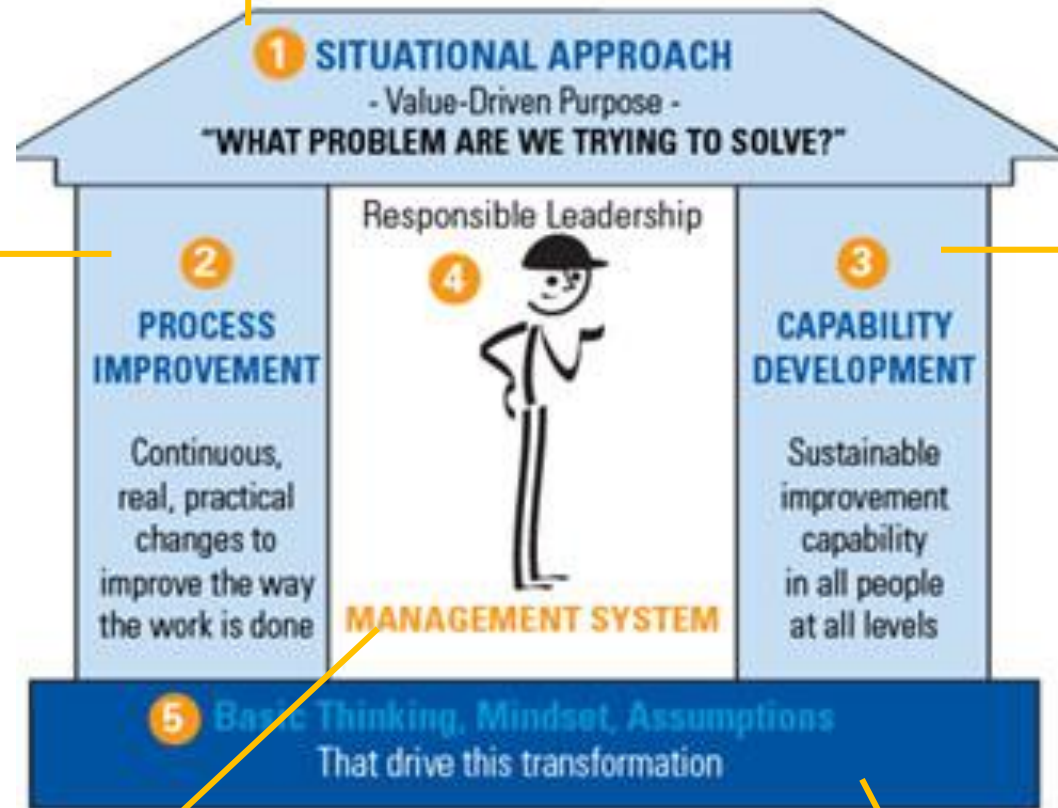 1 SITUATIONAL APPROACH
- Value-Driven Purpose -
"WHAT PROBLEM ARE WE TRYING TO SOLVE?"
2
PROCESS
IMPROVEMENT
Continuous,
real, practical
changes to
improve the way
the work is done
Responsible Leadership
4
MANAGEMENT SYSTEM
3
CAPABILITY
DEVELOPMENT
Sustainable
improvement
capability
in all people
at all levels
5 Basic Thinking, Mindset, Assumptions
That drive this transformation